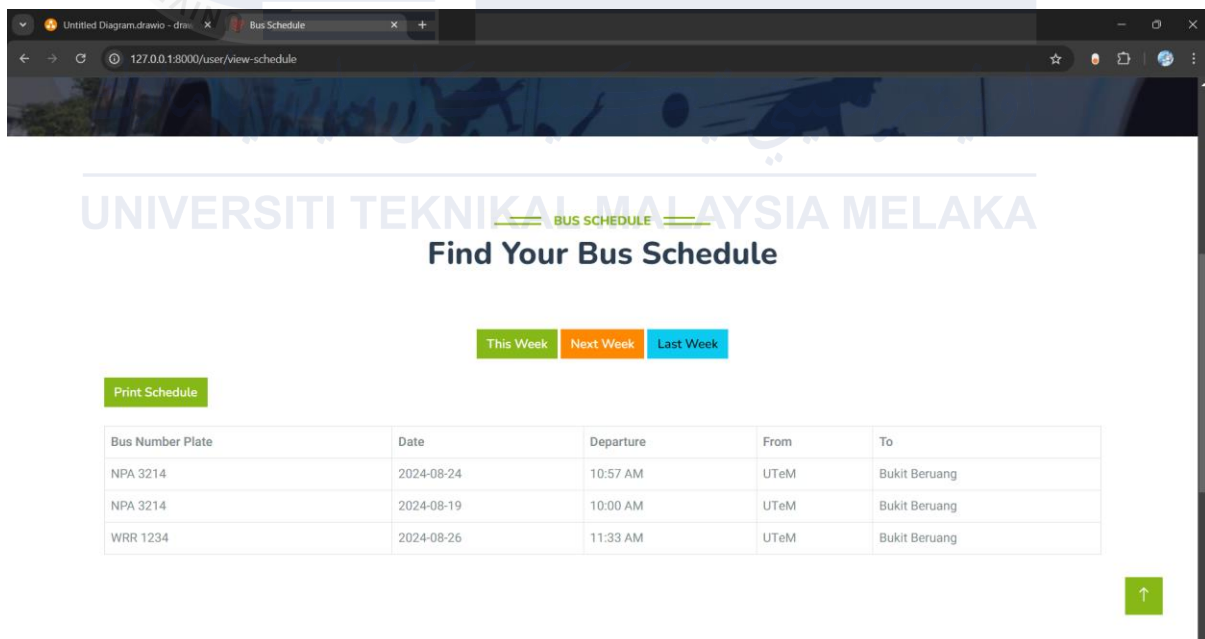 Untitled Diagram.drawio - dra
Bus Schedule
127.0.0.1:8000/user/view-schedule
UNIVERSITI TEKNIKAL MALAYSIA MELAKA
BUS SCHEDULE
Find Your Bus Schedule
This Week Next Week Last Week
Print Schedule
Bus Number Plate Date Departure From To
NPA 3214 2024-08-24 10:57 AM UTeM Bukit Beruang
NPA 3214 2024-08-19 10:00 AM UTeM Bukit Beruang
WRR 1234 2024-08-26 11:33 AM UTeM Bukit Beruang